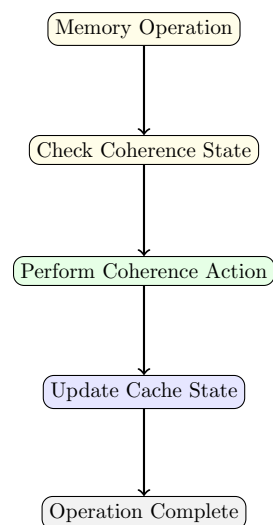 Memory Operation
Check Coherence State
Perform Coherence Action
Update Cache State
Operation Complete